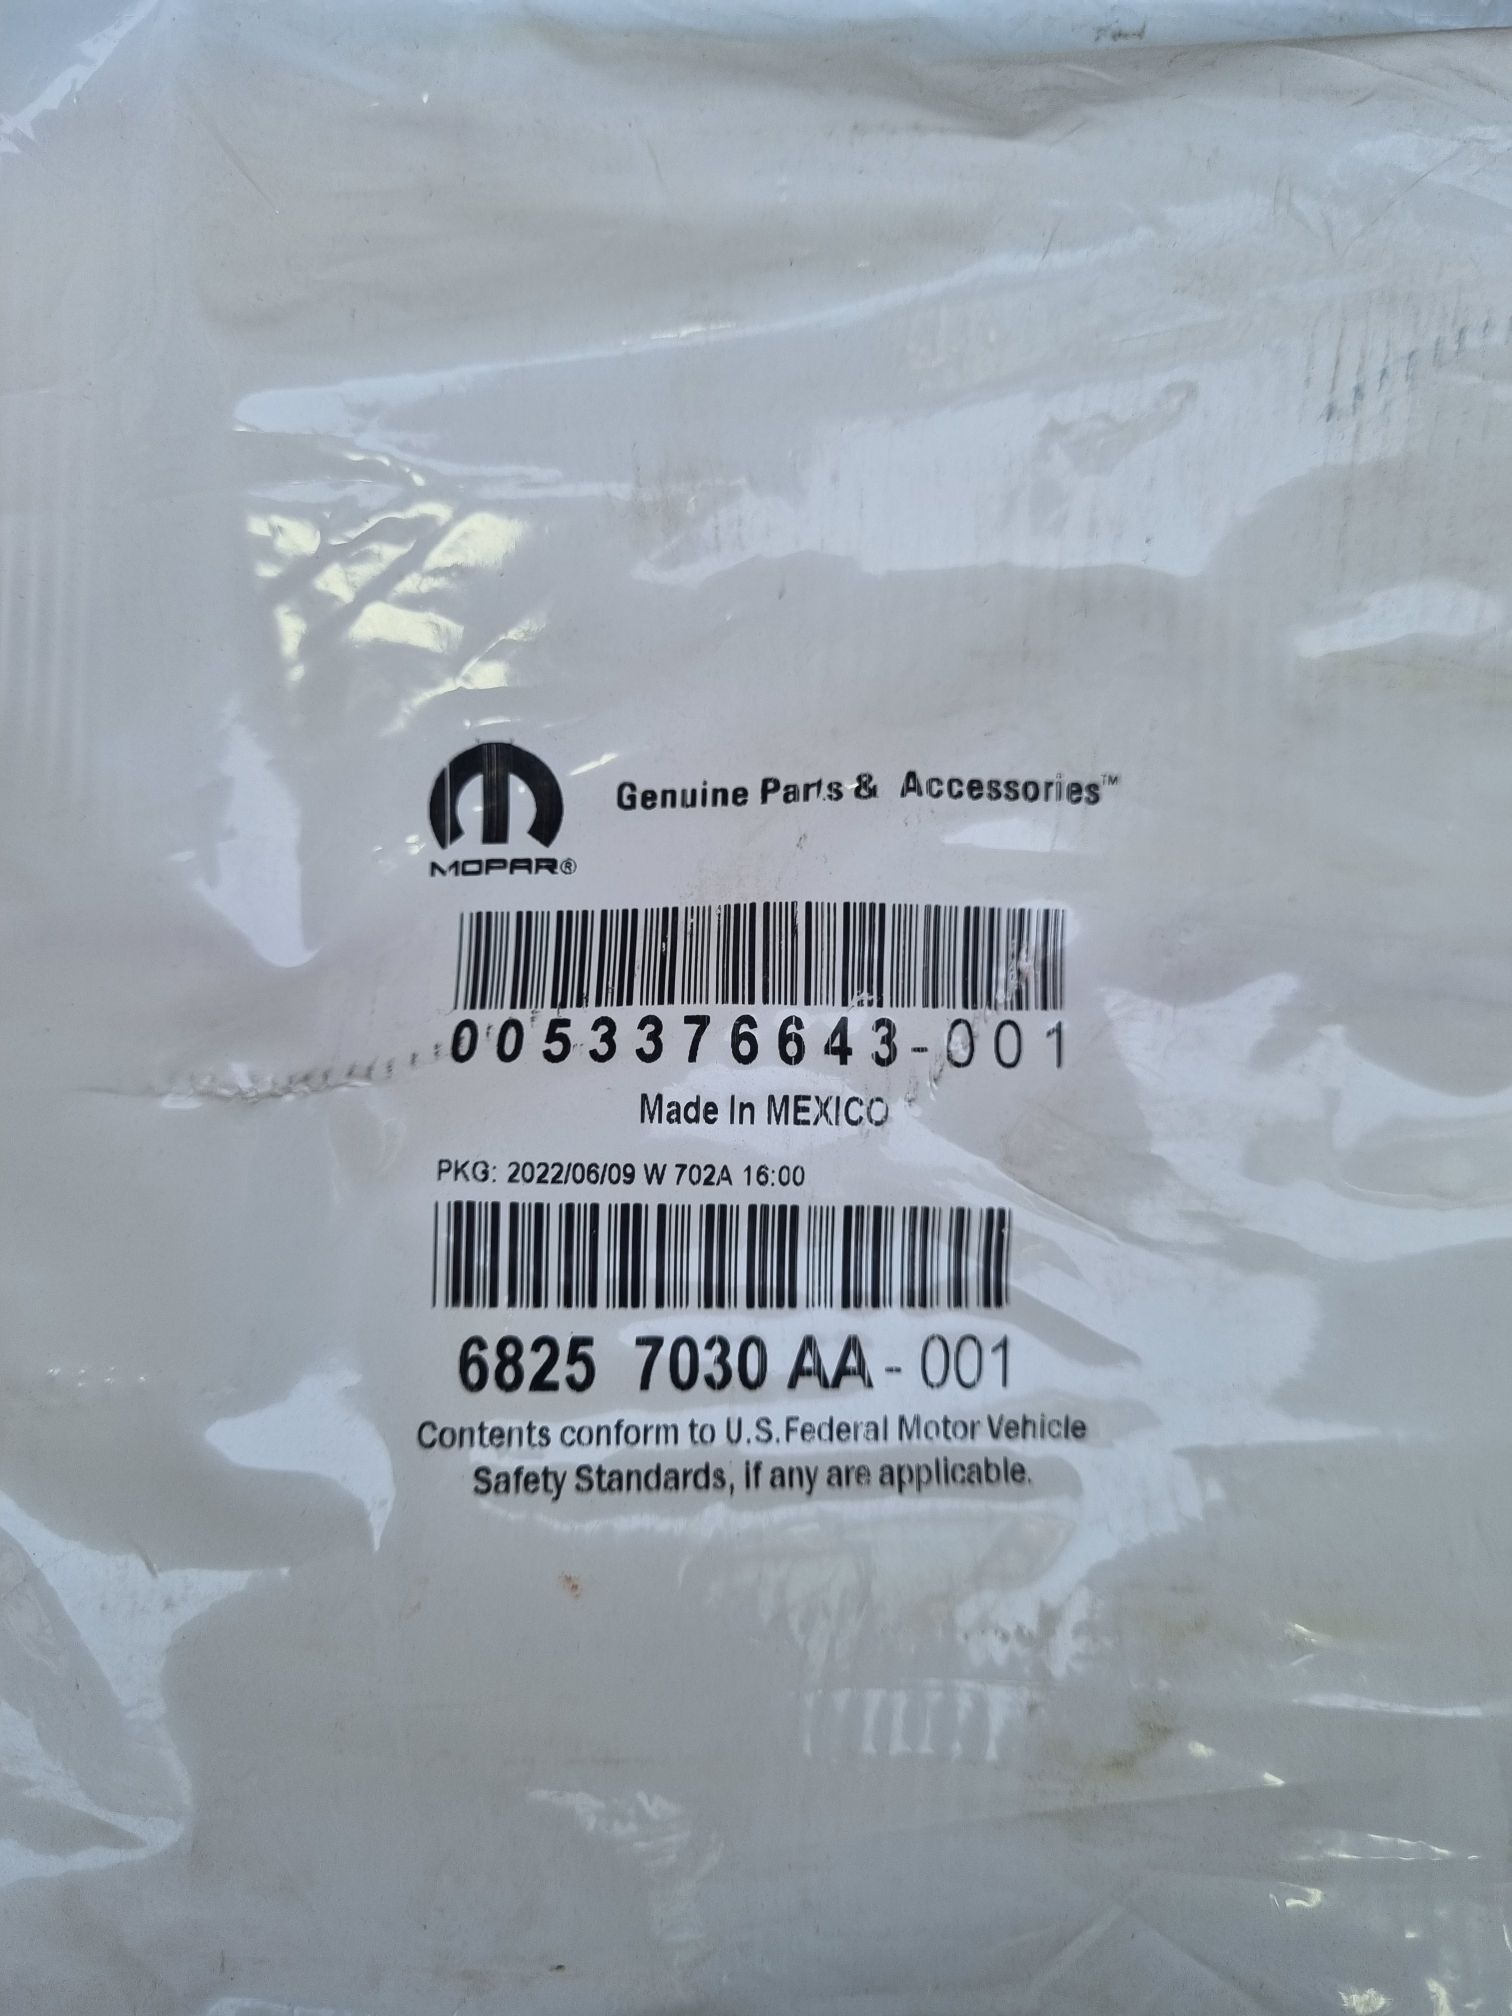 Genuine Parts & Accessories™
MOPAR®
0053376643-001
Made In MEXICO
PKG: 2022/06/09 W 702A 16:00
6825 7030 AA-001
Contents conform to U.S.Federal Motor Vehicle
Safety Standards, if any are applicable.